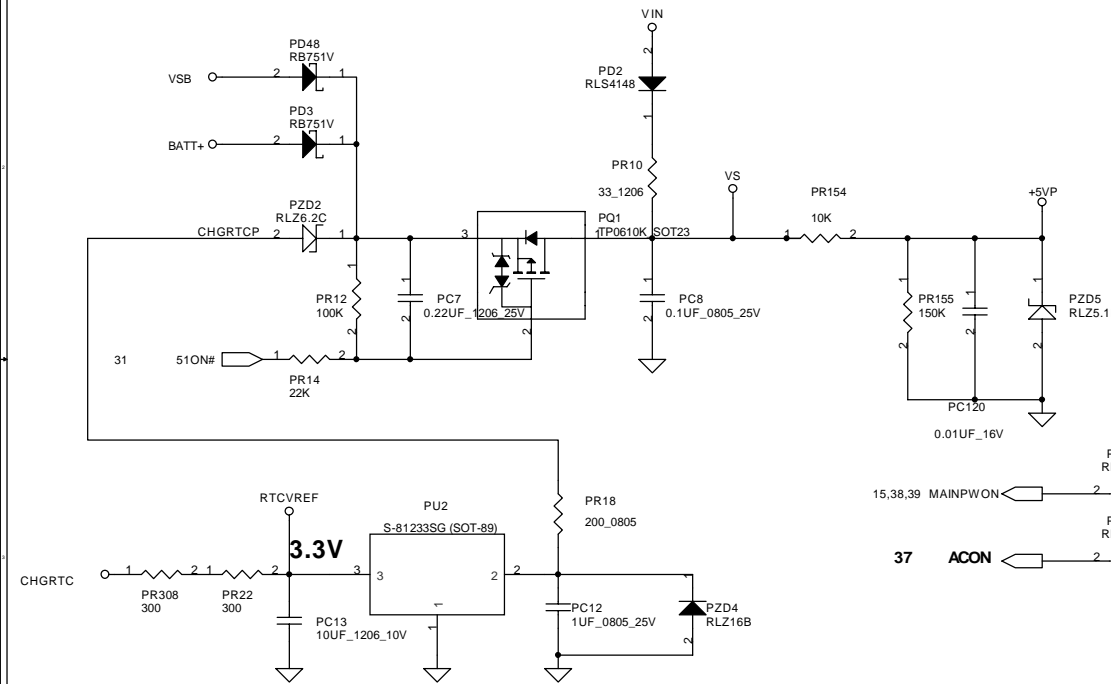 VIN
PD48
RB751V
VSB
2
1
PD2
RLS4148
2
1
PD3
RB751V
BATT+
2
1
PR10
33_1206
VS
PR154
10K
+5VP
PZD2
RLZ6.2C
CHGRTCP
2
1
3
PQ1
TP0610K_SOT23
1
1
2
PR12
100K
1
2
PC7
0.22UF_1206_25V
1
2
2
PC8
0.1UF_0805_25V
1
2
PR155
150K
1
2
1
2
PZD5
RLZ5.1
1
2
31
51ON#
1
2
PR14
22K
PC120
0.01UF_16V
15,38,39 MAINPWON
2
37 ACON
2
RTCVREF
3.3V
PU2
S-81233SG (SOT-89)
PR18
200_0805
CHGRTC
1
2
1
2
3
3
2
2
1
1
PR308
300
PR22
300
PC13
10UF_1206_10V
PC12
1UF_0805_25V
1
2
PZD4
RLZ16B